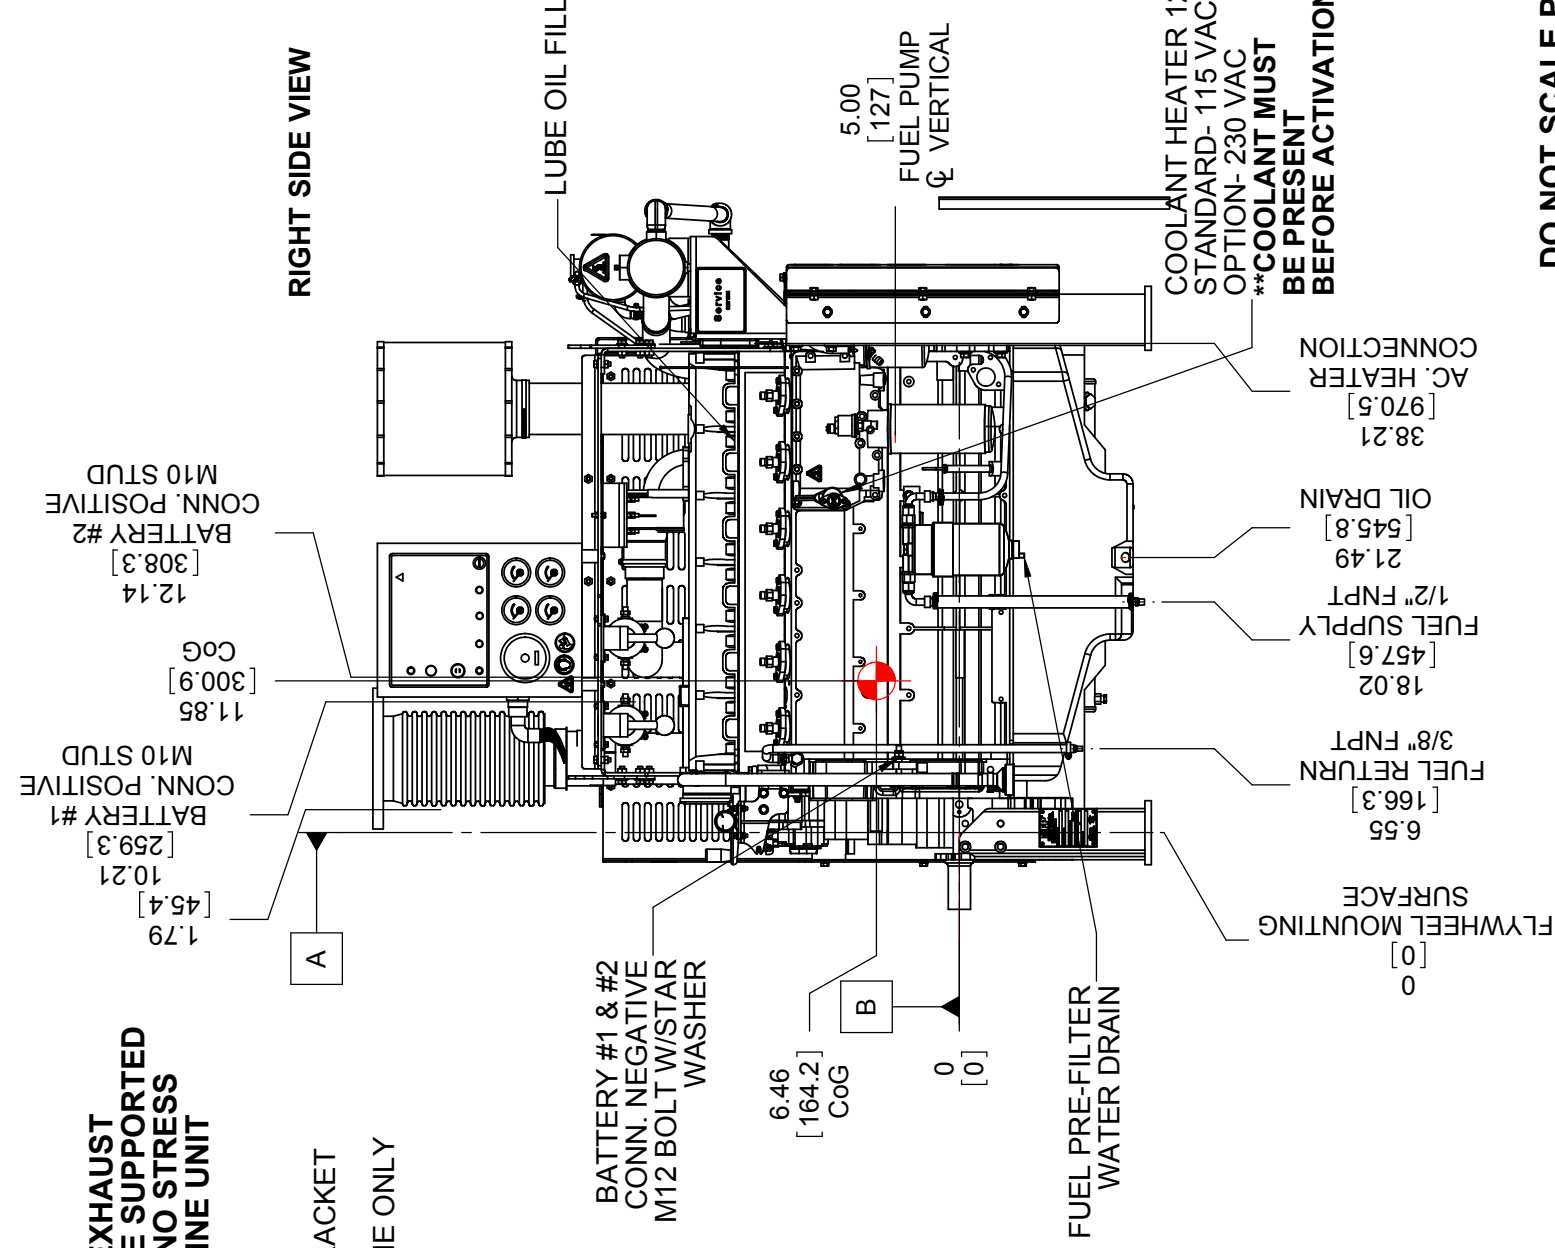 RIGHT SIDE VIEW
LUBE OIL FILL
5.00
[127]
FUEL PUMP
℄ VERTICAL
COOLANT HEATER
STANDARD- 115 VAC
OPTION- 230 VAC
**COOLANT MUST
BE PRESENT
BEFORE ACTIVATION
DO NOT SCALE
1.79
[45.4]
10.21
[259.3]
BATTERY #1
CONN. POSITIVE
M10 STUD
11.85
[300.9]
CoG
12.14
[308.3]
BATTERY #2
CONN. POSITIVE
M10 STUD
Service
38.21
[970.5]
AC. HEATER
CONNECTION
21.49
[545.8]
OIL DRAIN
18.02
[457.6]
FUEL SUPPLY
1/2" FNPT
6.55
[166.3]
FUEL RETURN
3/8" FNPT
0
[0]
FLYWHEEL MOUNTING
SURFACE
A
B
BATTERY #1 & #2
CONN. NEGATIVE
M12 BOLT W/STAR
WASHER
6.46
[164.2]
CoG
0
[0]
FUEL PRE-FILTER
WATER DRAIN
EXHAUST
SUPPORTED
NO STRESS
UNIT
ONLY